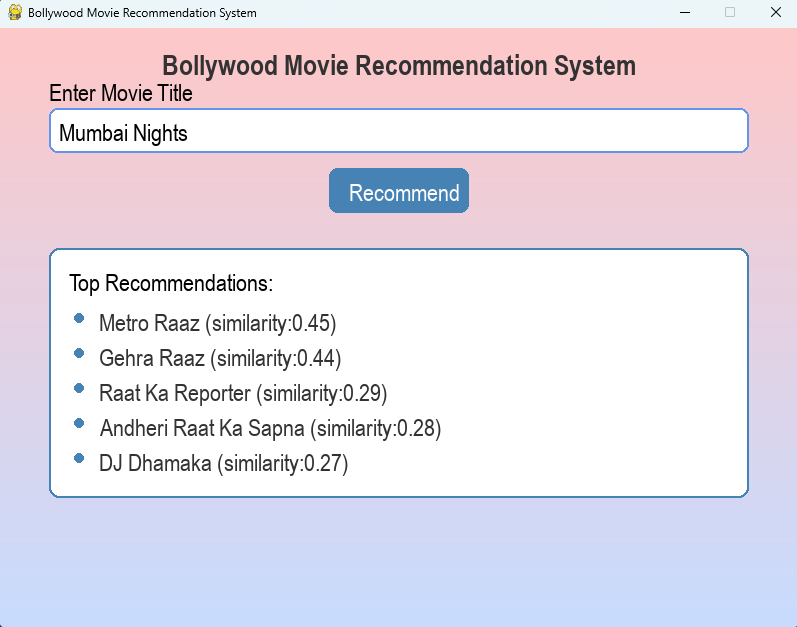 Bollywood Movie Recommendation System
Bollywood Movie Recommendation System
Enter Movie Title
Mumbai Nights
Recommend
Top Recommendations:
Metro Raaz (similarity:0.45)
Gehra Raaz (similarity:0.44)
Raat Ka Reporter (similarity:0.29)
Andheri Raat Ka Sapna (similarity:0.28)
DJ Dhamaka (similarity:0.27)